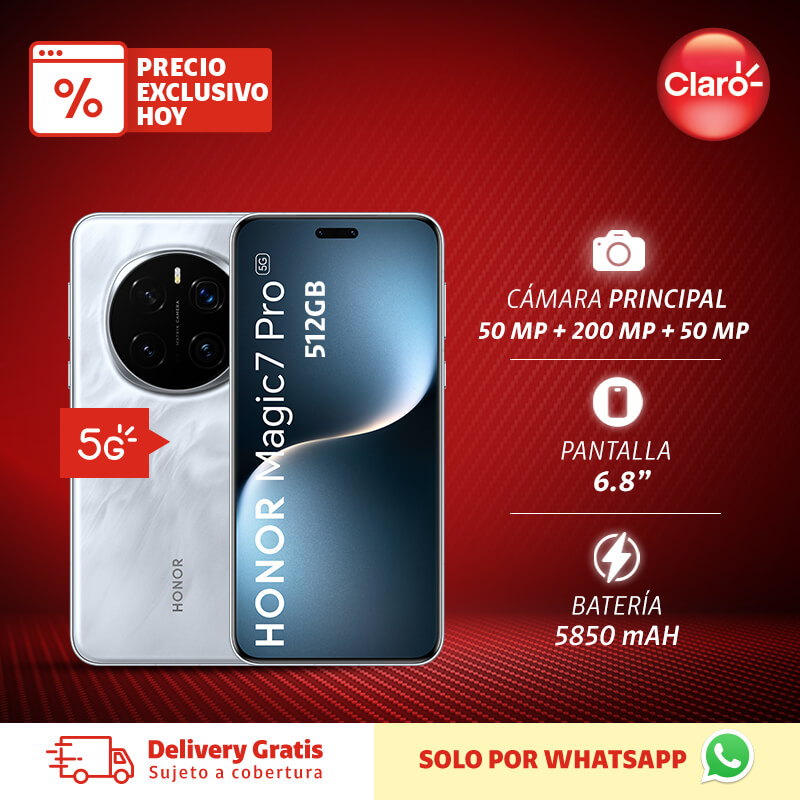 %
PRECIO
EXCLUSIVO
HOY
Claro
HONOR Magic7 Pro 5G
512GB
5G
HONOR
CÁMARA PRINCIPAL
50 MP + 200 MP + 50 MP
PANTALLA
6.8”
BATERÍA
5850 mAH
Delivery Gratis
Sujeto a cobertura
SOLO POR WHATSAPP